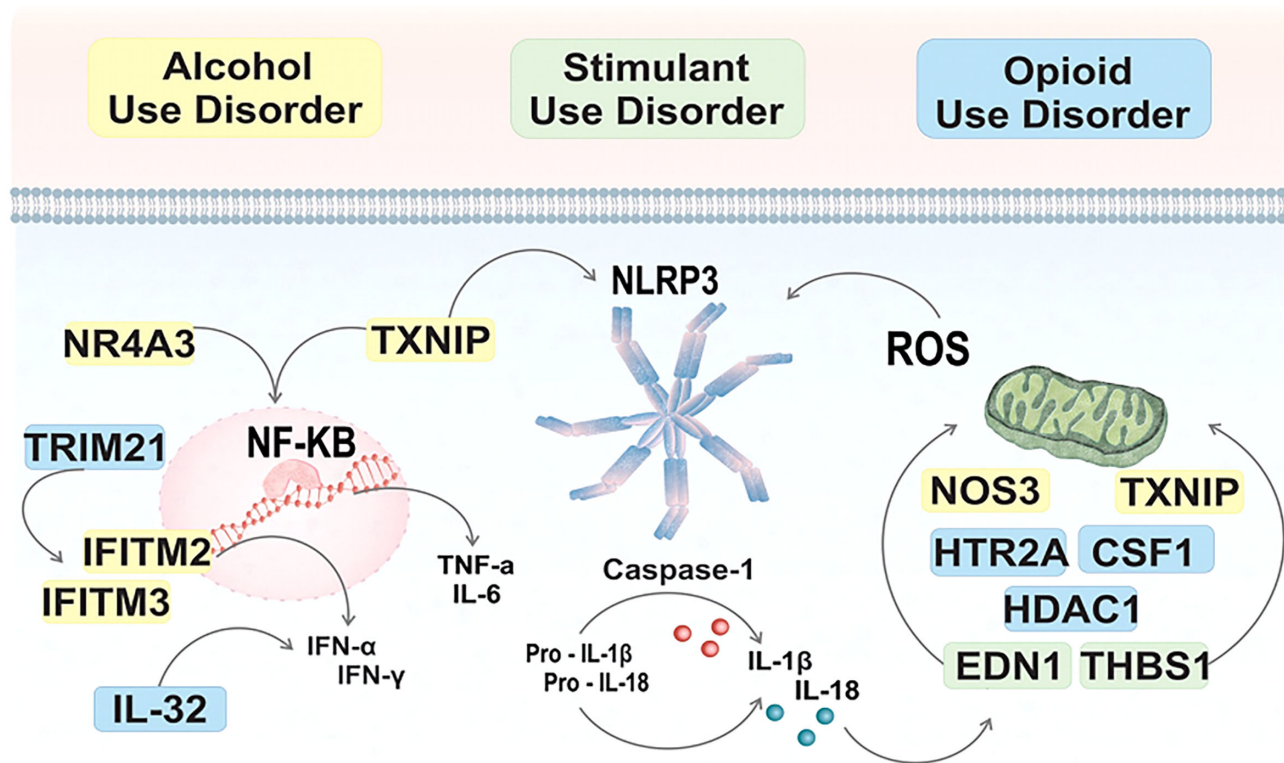 Alcohol
Use Disorder
Stimulant
Use Disorder
Opioid
Use Disorder
NLRP3
NR4A3
TXNIP
ROS
TRIM21
NF-KB
NOS3
TXNIP
IFITM2
HTR2A
CSF1
TNF-a
IL-6
Caspase-1
IFITM3
HDAC1
IFN-α
IFN-γ
Pro - IL-1β
Pro - IL-18
IL-1β
IL-18
EDN1
THBS1
IL-32